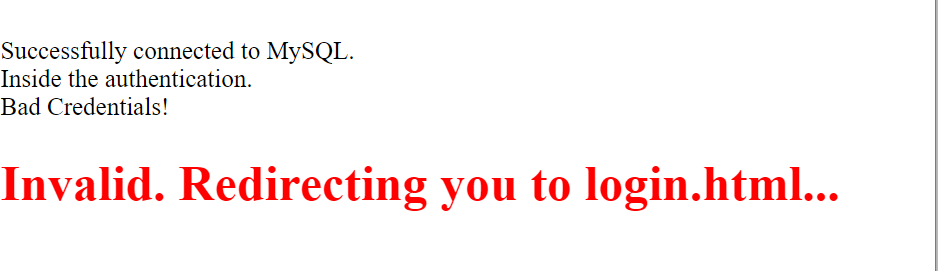 Successfully connected to MySQL.
Inside the authentication.
Bad Credentials!
Invalid. Redirecting you to login.html...